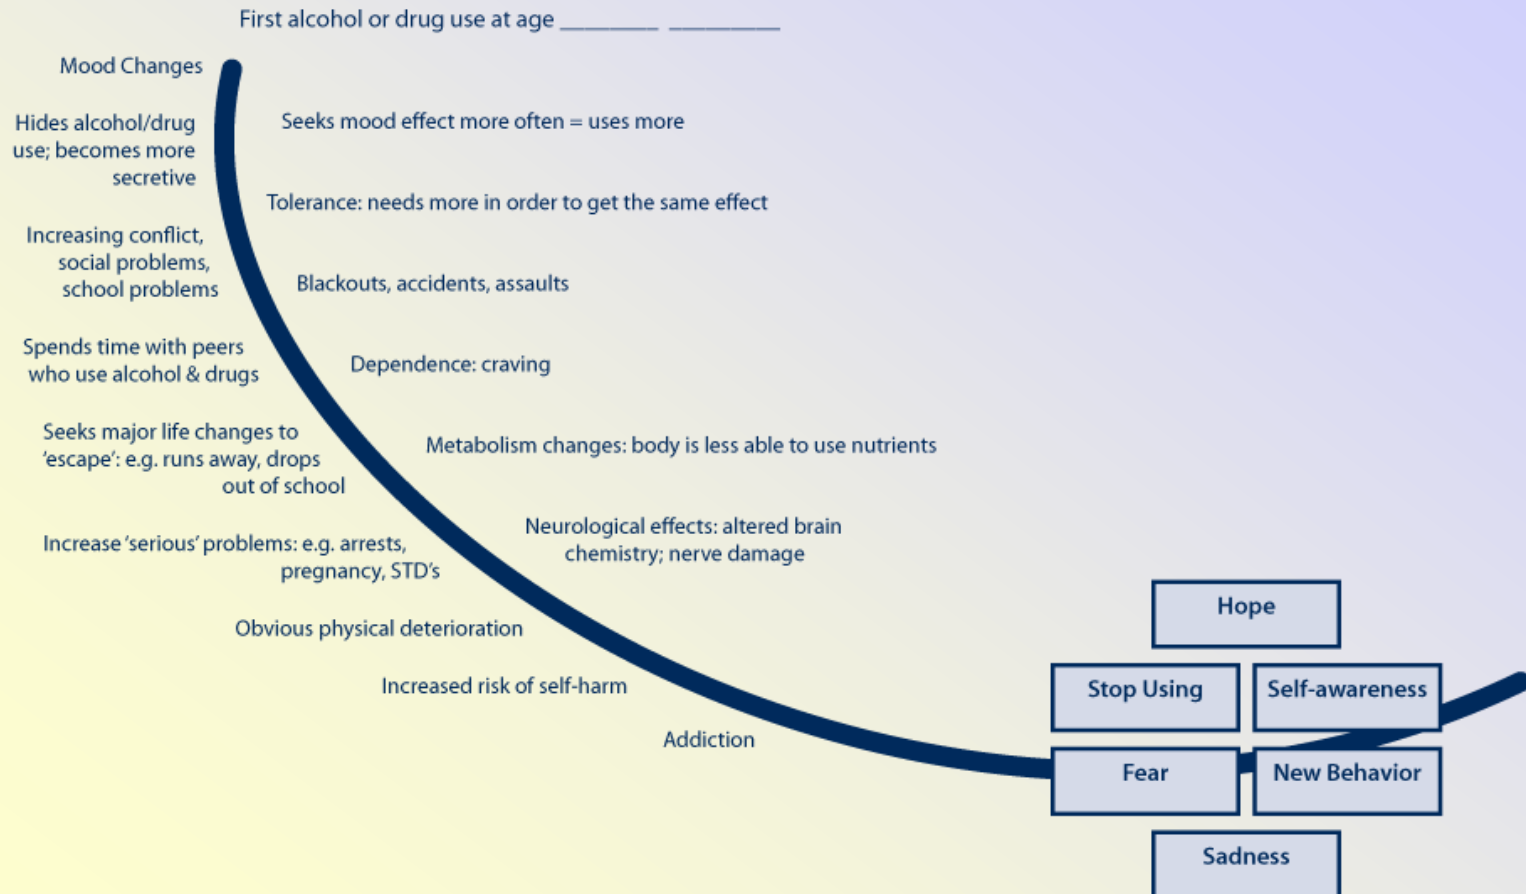 First alcohol or drug use at age ________ _________
Mood Changes
Hides alcohol/drug
use; becomes more
secretive
Seeks mood effect more often = uses more
Tolerance: needs more in order to get the same effect
Increasing conflict,
social problems,
school problems
Blackouts, accidents, assaults
Spends time with peers
who use alcohol & drugs
Dependence: craving
Seeks major life changes to
‘escape’: e.g. runs away, drops
out of school
Metabolism changes: body is less able to use nutrients
Neurological effects: altered brain
chemistry; nerve damage
Increase ‘serious’ problems: e.g. arrests,
pregnancy, STD’s
Obvious physical deterioration
Increased risk of self-harm
Addiction
Hope
Stop Using
Self-awareness
Fear
New Behavior
Sadness